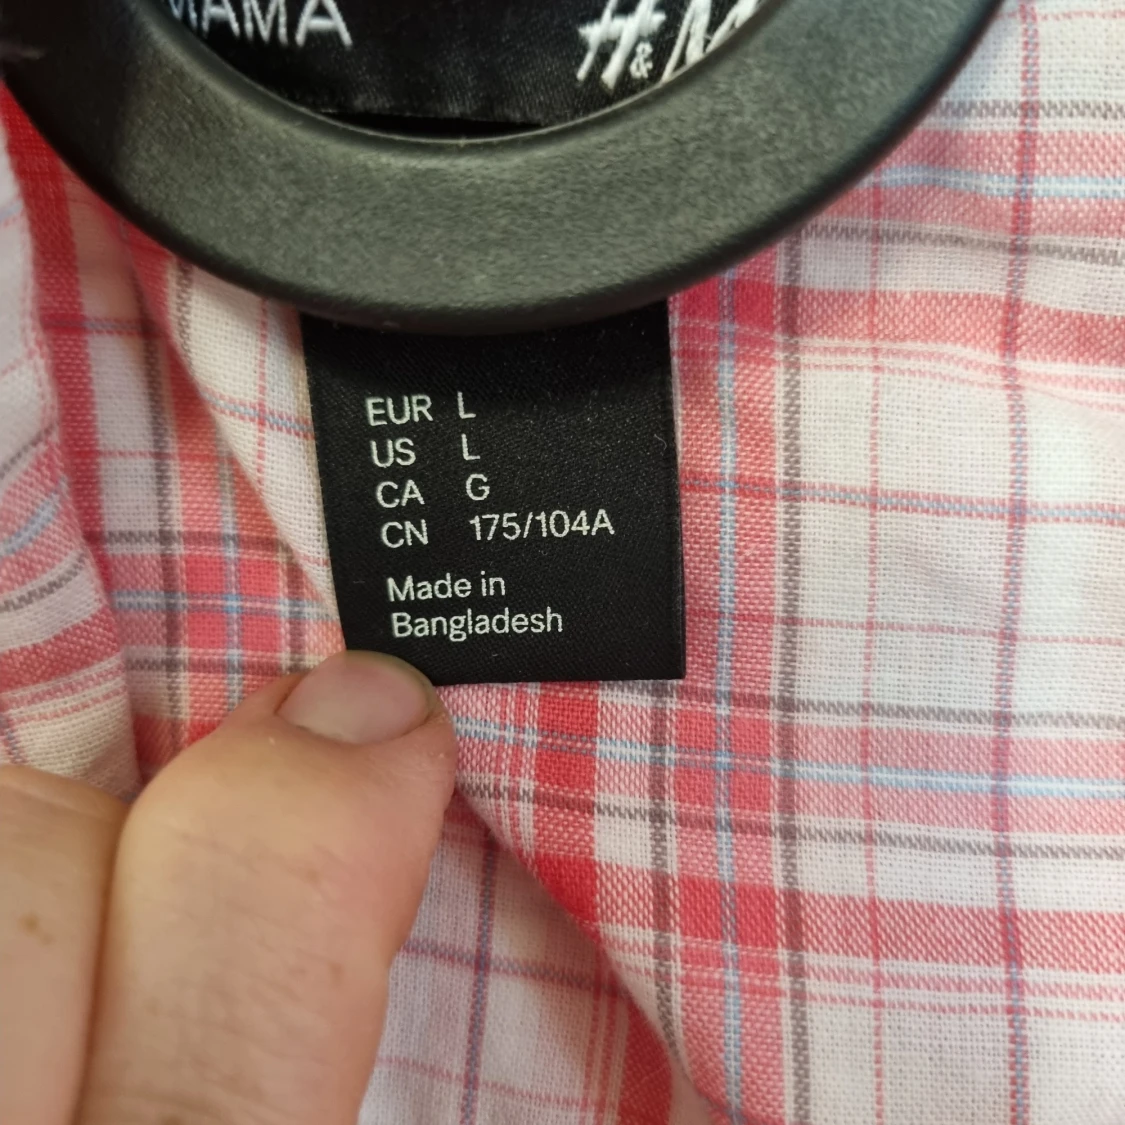 MAMA
H&M
EUR L
US L
CA G
CN 175/104A
Made in
Bangladesh